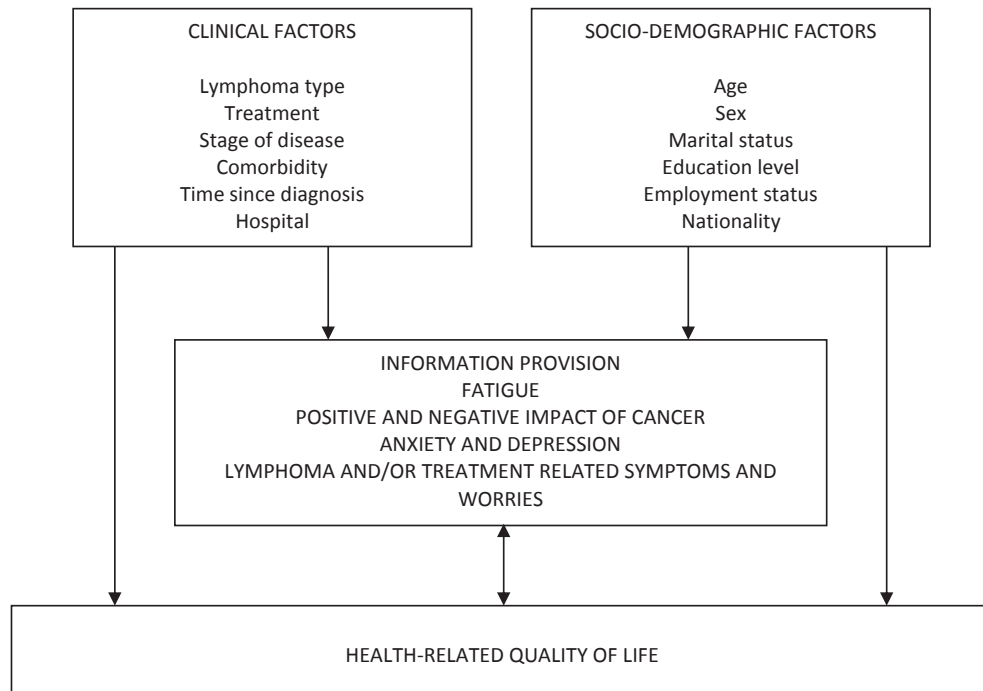 CLINICAL FACTORS
Lymphoma type
Treatment
Stage of disease
Comorbidity
Time since diagnosis
Hospital
SOCIO-DEMOGRAPHIC FACTORS
Age
Sex
Marital status
Education level
Employment status
Nationality
INFORMATION PROVISION
FATIGUE
POSITIVE AND NEGATIVE IMPACT OF CANCER
ANXIETY AND DEPRESSION
LYMPHOMA AND/OR TREATMENT RELATED SYMPTOMS AND
WORRIES
HEALTH-RELATED QUALITY OF LIFE